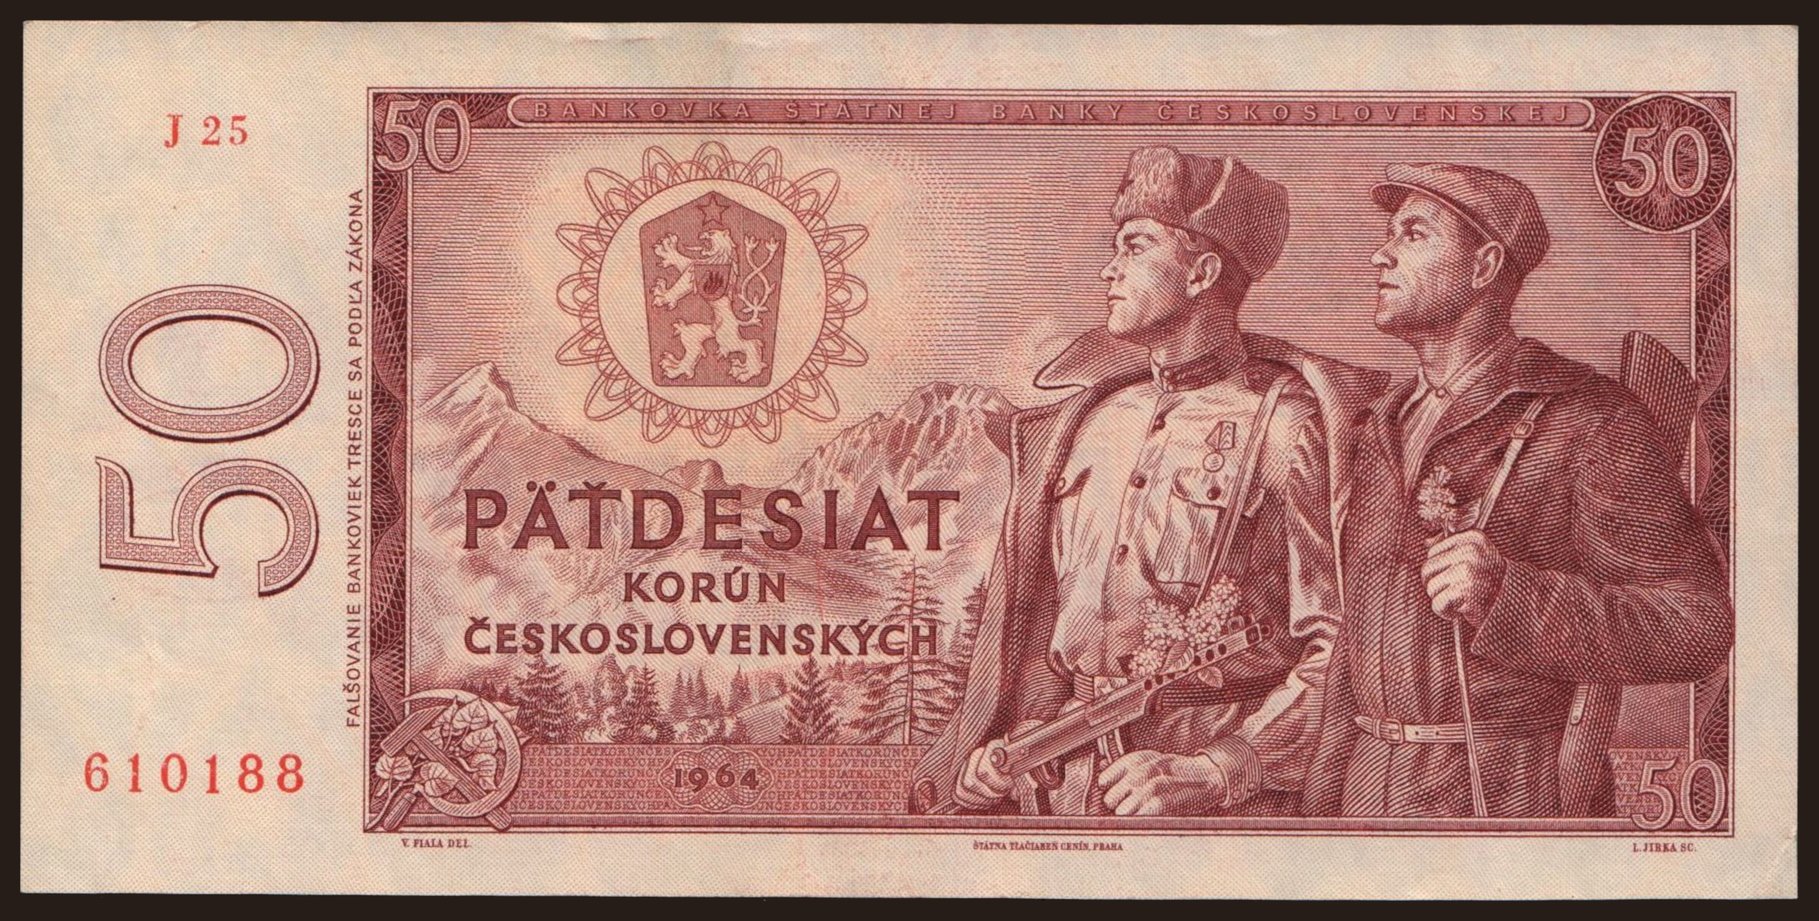 J 25
50
BANKOVKA ŠTÁTNEJ BANKY ČESKOSLOVENSKEJ
50
50
FALŠOVANIE BANKOVIEK TRESCE SA PODĽA ZÁKONA
PÄŤDESIAT
KORÚN
ČESKOSLOVENSKÝCH
610188
1964
50
V. FIALA DEL.
ŠTÁTNA TLAČIAREŇ CENÍN, PRAHA
L. JIRKA SC.